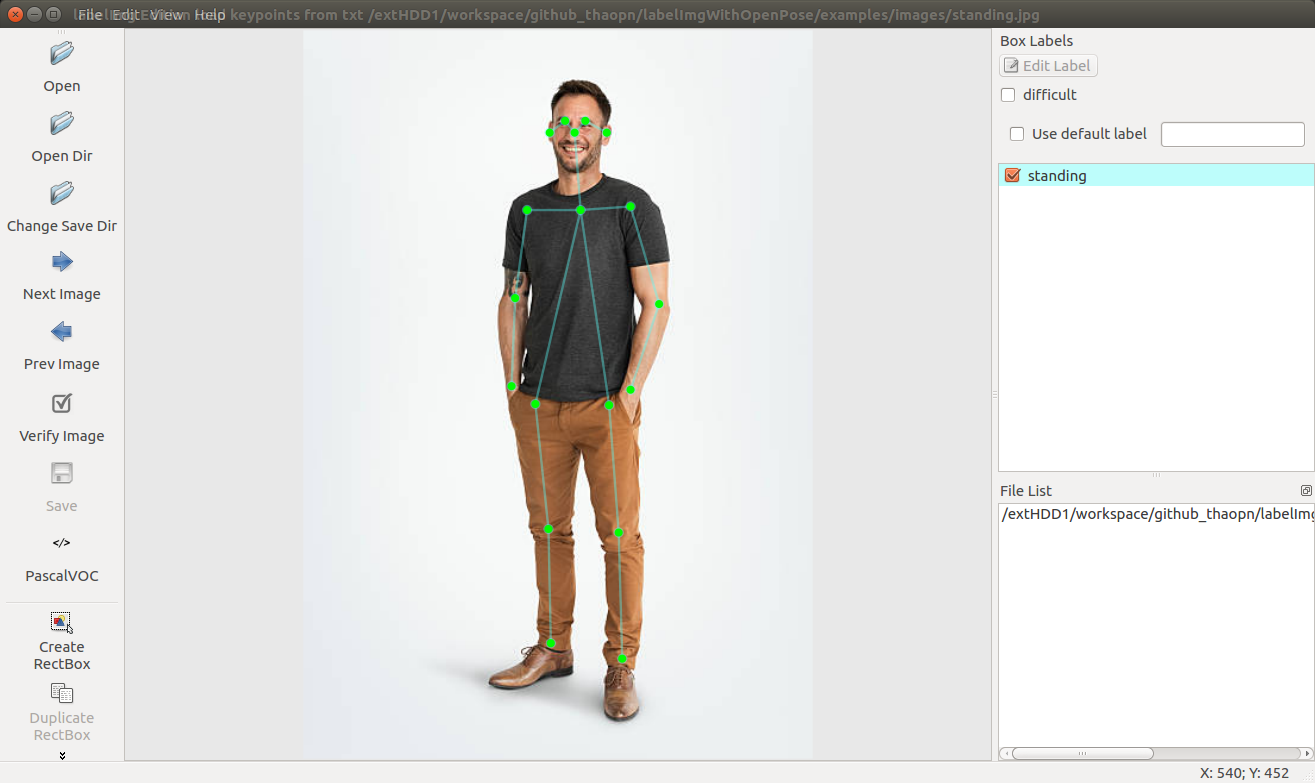 File Edit View Help keypoints from txt /extHDD1/workspace/github_thaopn/labelImgWithOpenPose/examples/images/standing.jpg
Open
Open Dir
Change Save Dir
Next Image
Prev Image
Verify Image
Save
</>
PascalVOC
Create
RectBox
Duplicate
RectBox
Box Labels
Edit Label
difficult
Use default label
standing
File List
/extHDD1/workspace/github_thaopn/labelImg
X: 540; Y: 452